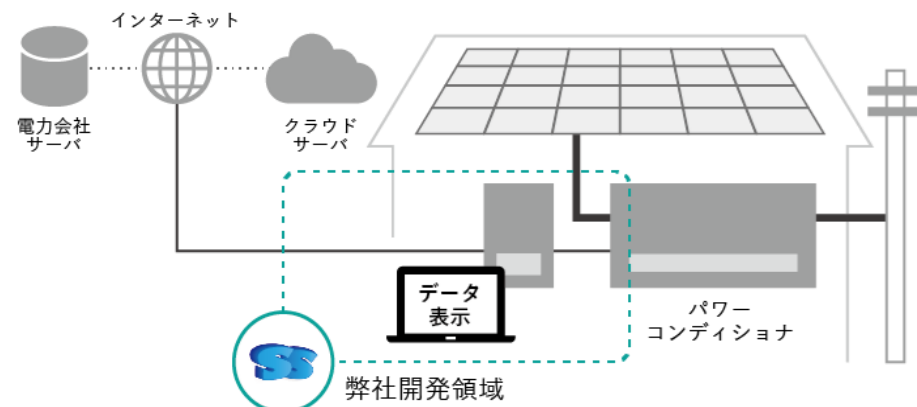 インターネット
電力会社
サーバ
クラウド
サーバ
データ
表示
パワー
コンディショナ
SS
弊社開発領域